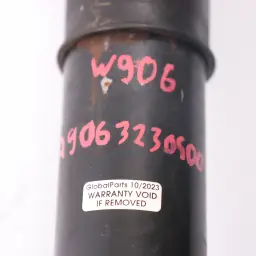 W906
A9063230500
GlobalParts 10/2023
WARRANTY VOID
IF REMOVED